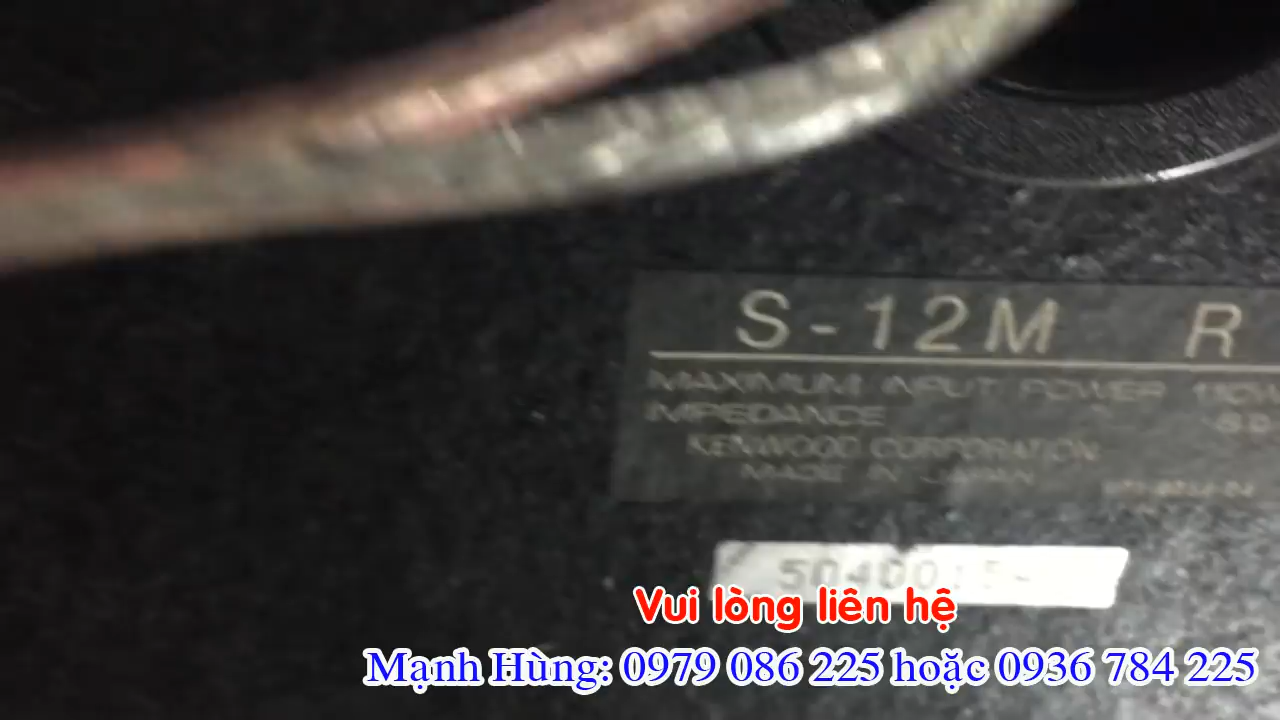 S-12M R
MAXIMUM INPUT POWER 110W
IMPEDANCE
KENWOOD CORPORATION
MADE IN JAPAN
Vui lòng liên hệ
Mạnh Hùng: 0979 086 225 hoặc 0936 784 225